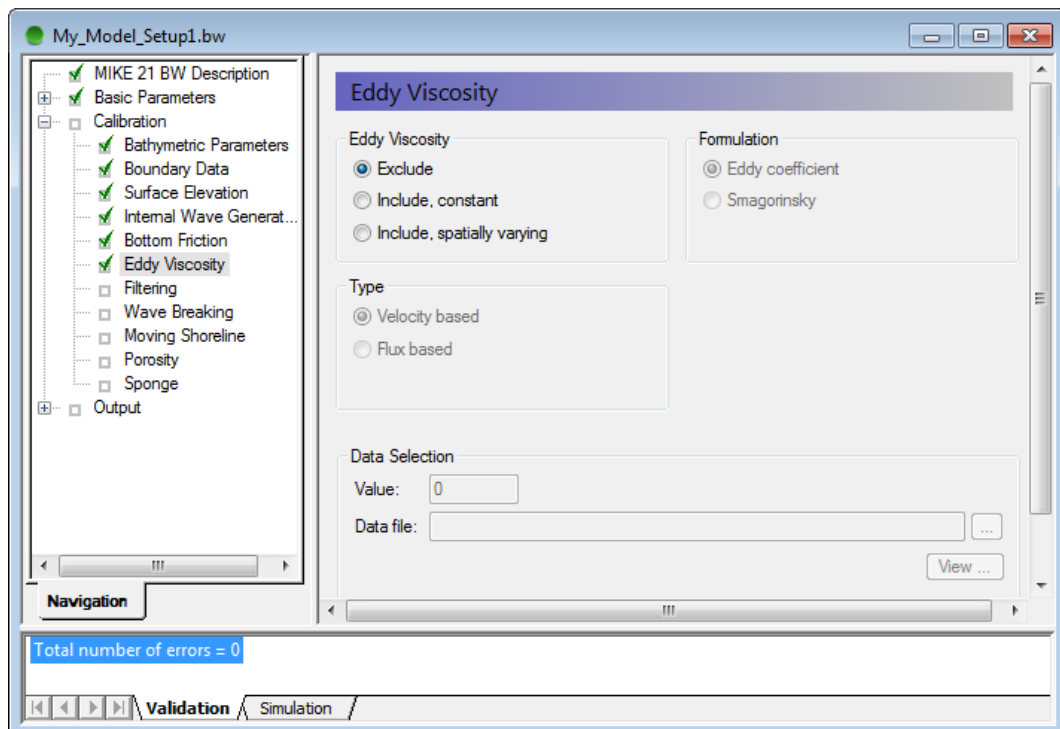 My_Model_Setup1.bw
MIKE 21 BW Description
Basic Parameters
Calibration
Bathymetric Parameters
Boundary Data
Surface Elevation
Internal Wave Generat...
Bottom Friction
Eddy Viscosity
Filtering
Wave Breaking
Moving Shoreline
Porosity
Sponge
Output
Navigation
Eddy Viscosity
Eddy Viscosity
Exclude
Include, constant
Include, spatially varying
Formulation
Eddy coefficient
Smagorinsky
Type
Velocity based
Flux based
Data Selection
Value: 0
Data file: ...
View ...
Total number of errors = 0
Validation Simulation